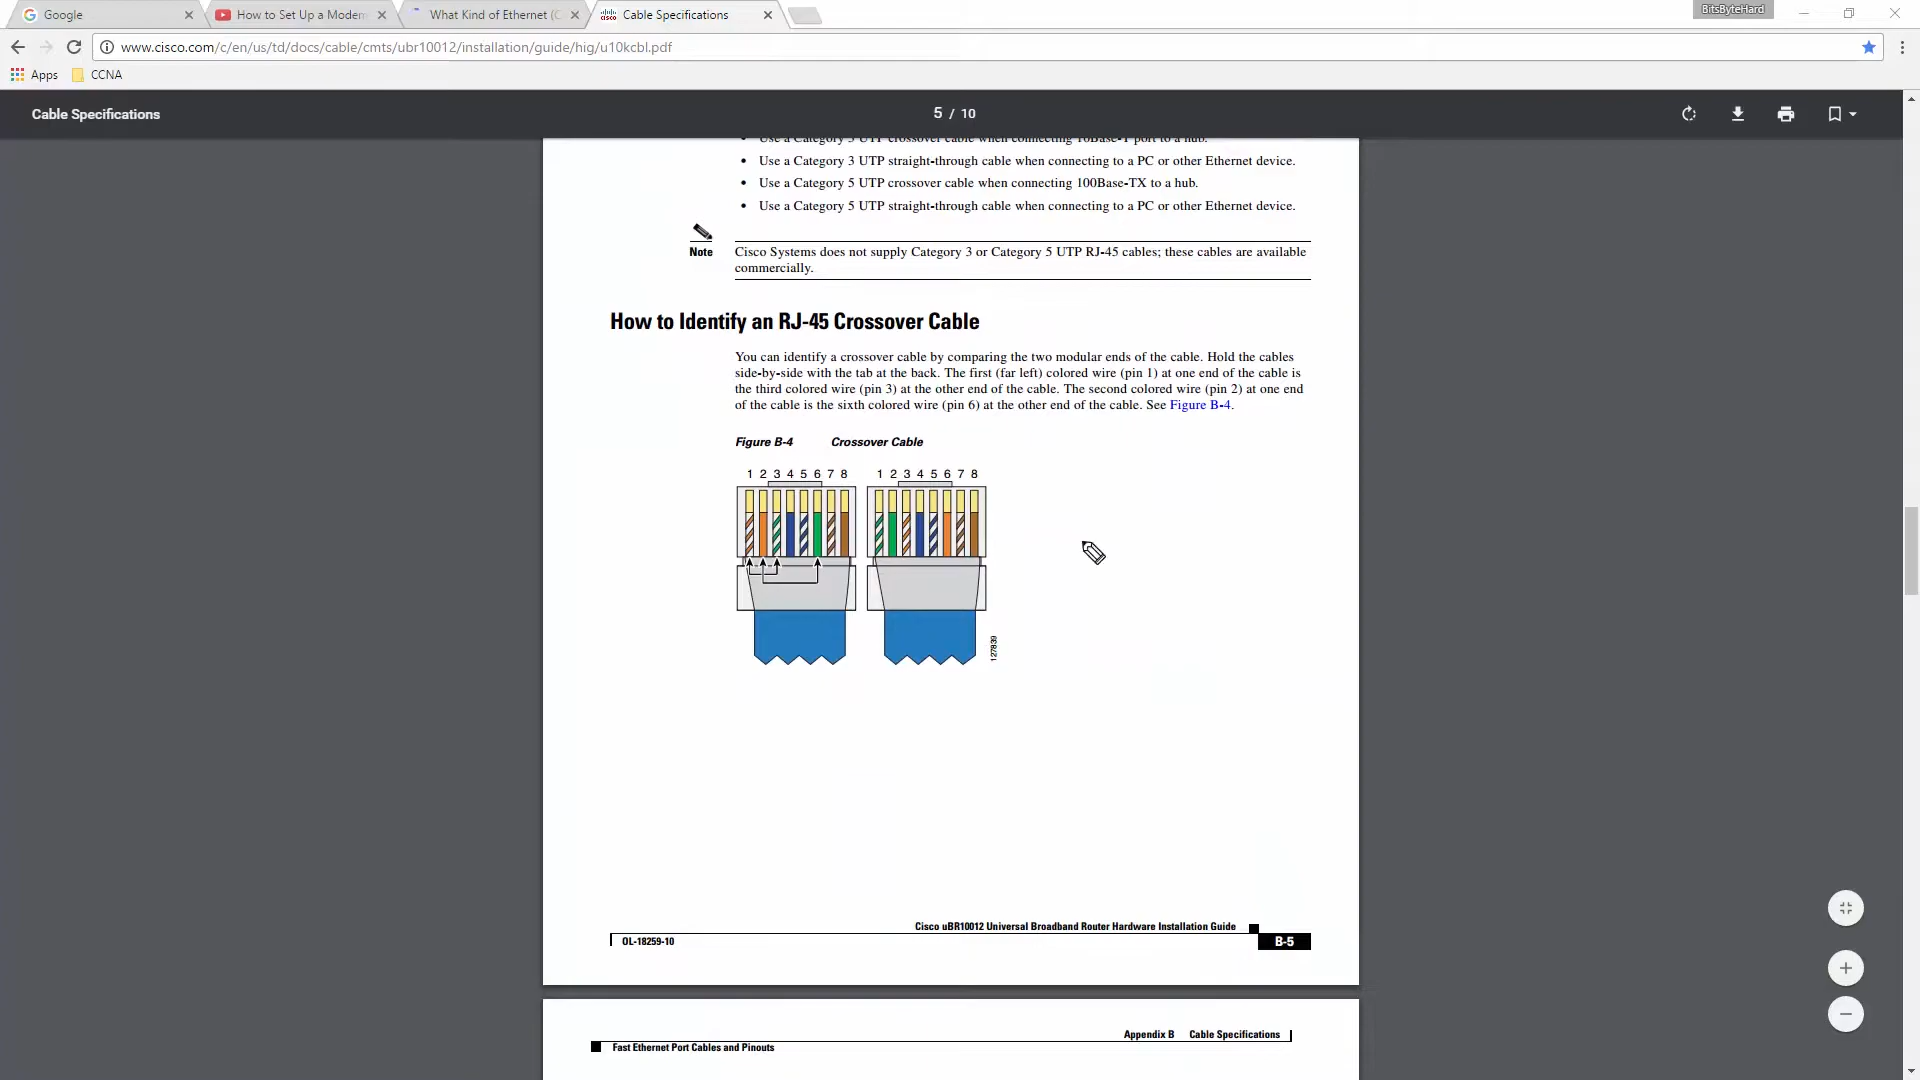 BitsByteHard
Google
How to Set Up a Modem
What Kind of Ethernet (C
Cable Specifications
www.cisco.com/c/en/us/td/docs/cable/cmts/ubr10012/installation/guide/hig/u10kcbl.pdf
Apps
CCNA
Cable Specifications
5 / 10
• Use a Category 3 UTP straight-through cable when connecting to a PC or other Ethernet device.
• Use a Category 5 UTP crossover cable when connecting 100Base-TX to a hub.
• Use a Category 5 UTP straight-through cable when connecting to a PC or other Ethernet device.
Note
Cisco Systems does not supply Category 3 or Category 5 UTP RJ-45 cables; these cables are available
commercially.
How to Identify an RJ-45 Crossover Cable
You can identify a crossover cable by comparing the two modular ends of the cable. Hold the cables
side-by-side with the tab at the back. The first (far left) colored wire (pin 1) at one end of the cable is
the third colored wire (pin 3) at the other end of the cable. The second colored wire (pin 2) at one end
of the cable is the sixth colored wire (pin 6) at the other end of the cable. See Figure B-4.
Figure B-4 Crossover Cable
1 2 3 4 5 6 7 8
1 2 3 4 5 6 7 8
127839
Cisco uBR10012 Universal Broadband Router Hardware Installation Guide
OL-18259-10
B-5
Appendix B Cable Specifications
Fast Ethernet Port Cables and Pinouts